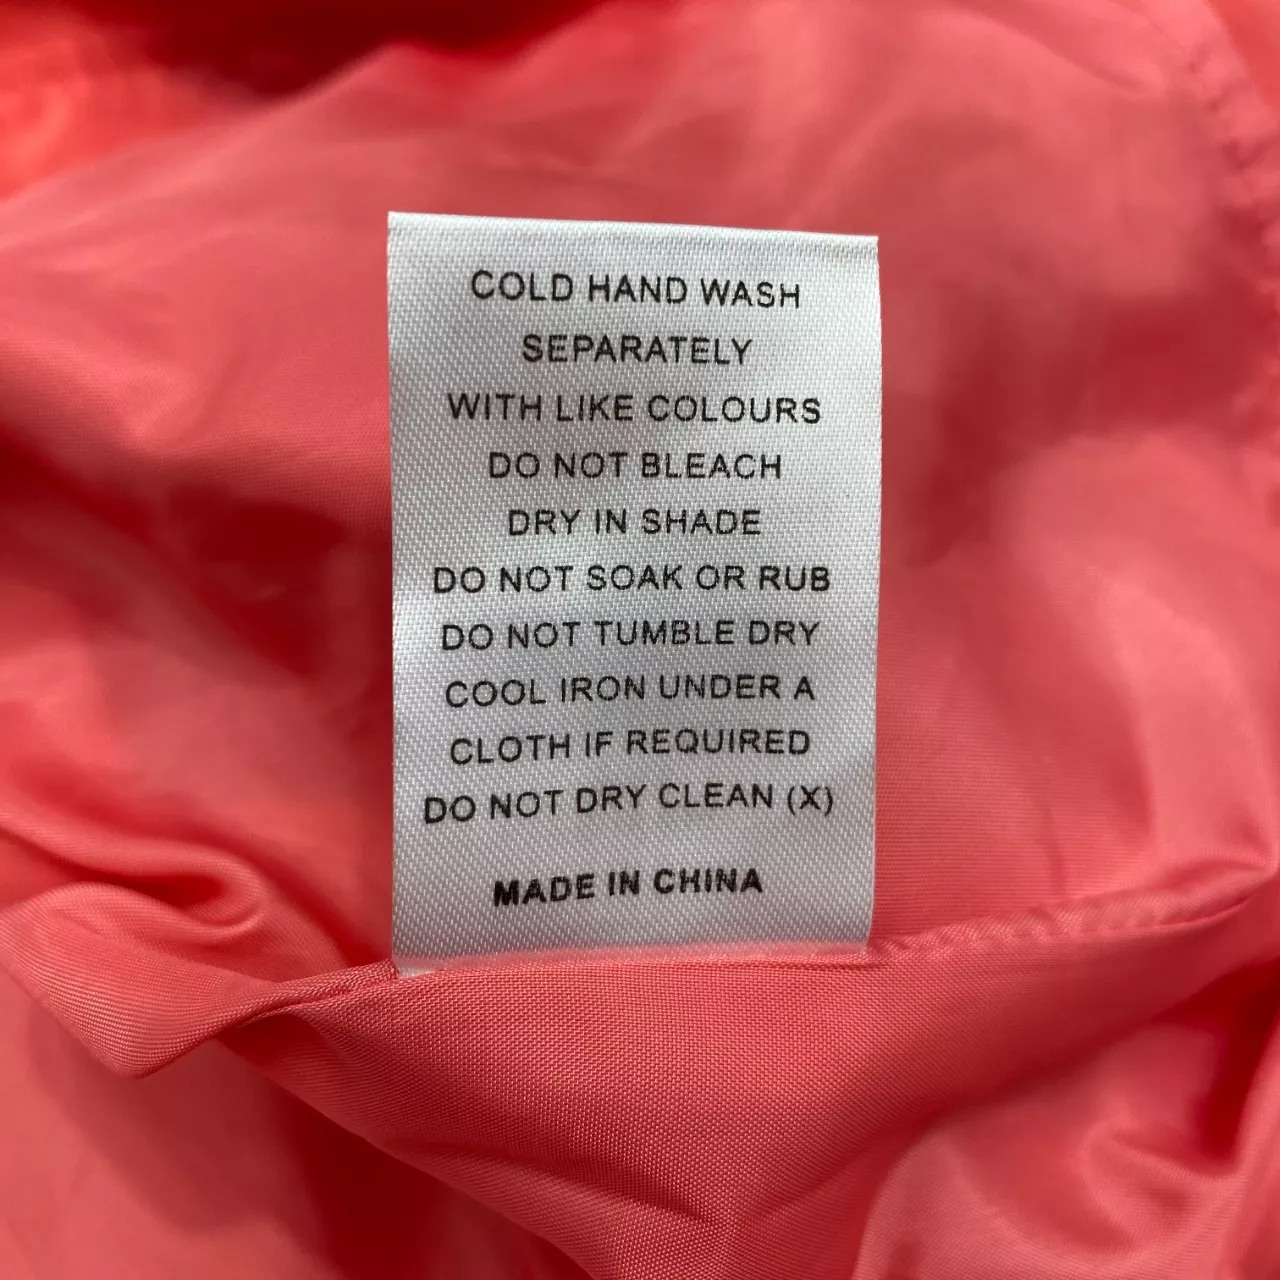 COLD HAND WASH
SEPARATELY
WITH LIKE COLOURS
DO NOT BLEACH
DRY IN SHADE
DO NOT SOAK OR RUB
DO NOT TUMBLE DRY
COOL IRON UNDER A
CLOTH IF REQUIRED
DO NOT DRY CLEAN (X)
MADE IN CHINA